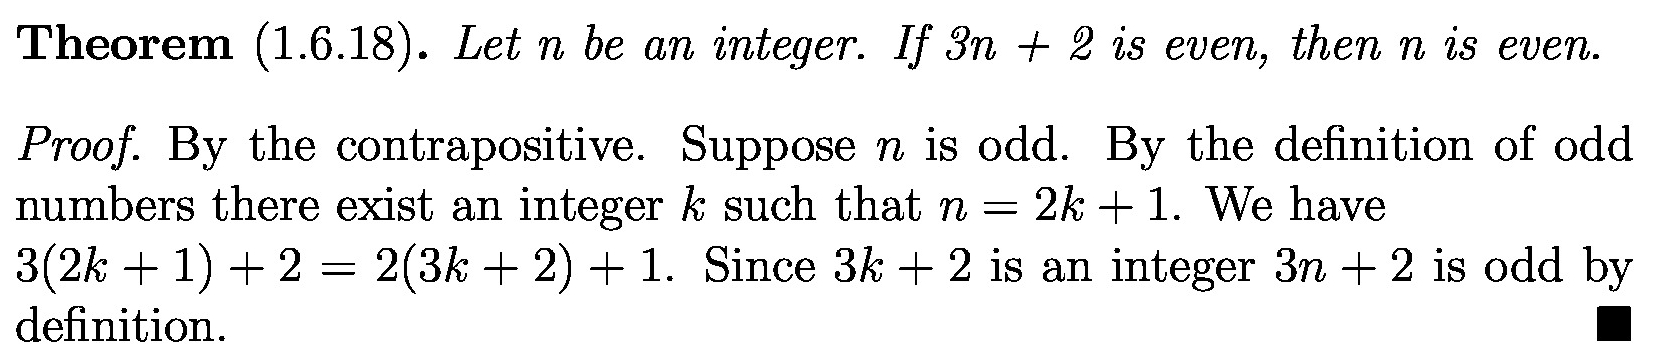 Theorem (1.6.18). Let n be an integer. If 3n + 2 is even, then n is even.
Proof. By the contrapositive. Suppose n is odd. By the definition of odd
numbers there exist an integer k such that n = 2k + 1. We have
3(2k + 1) + 2 = 2(3k + 2) + 1. Since 3k + 2 is an integer 3n + 2 is odd by
definition. ■